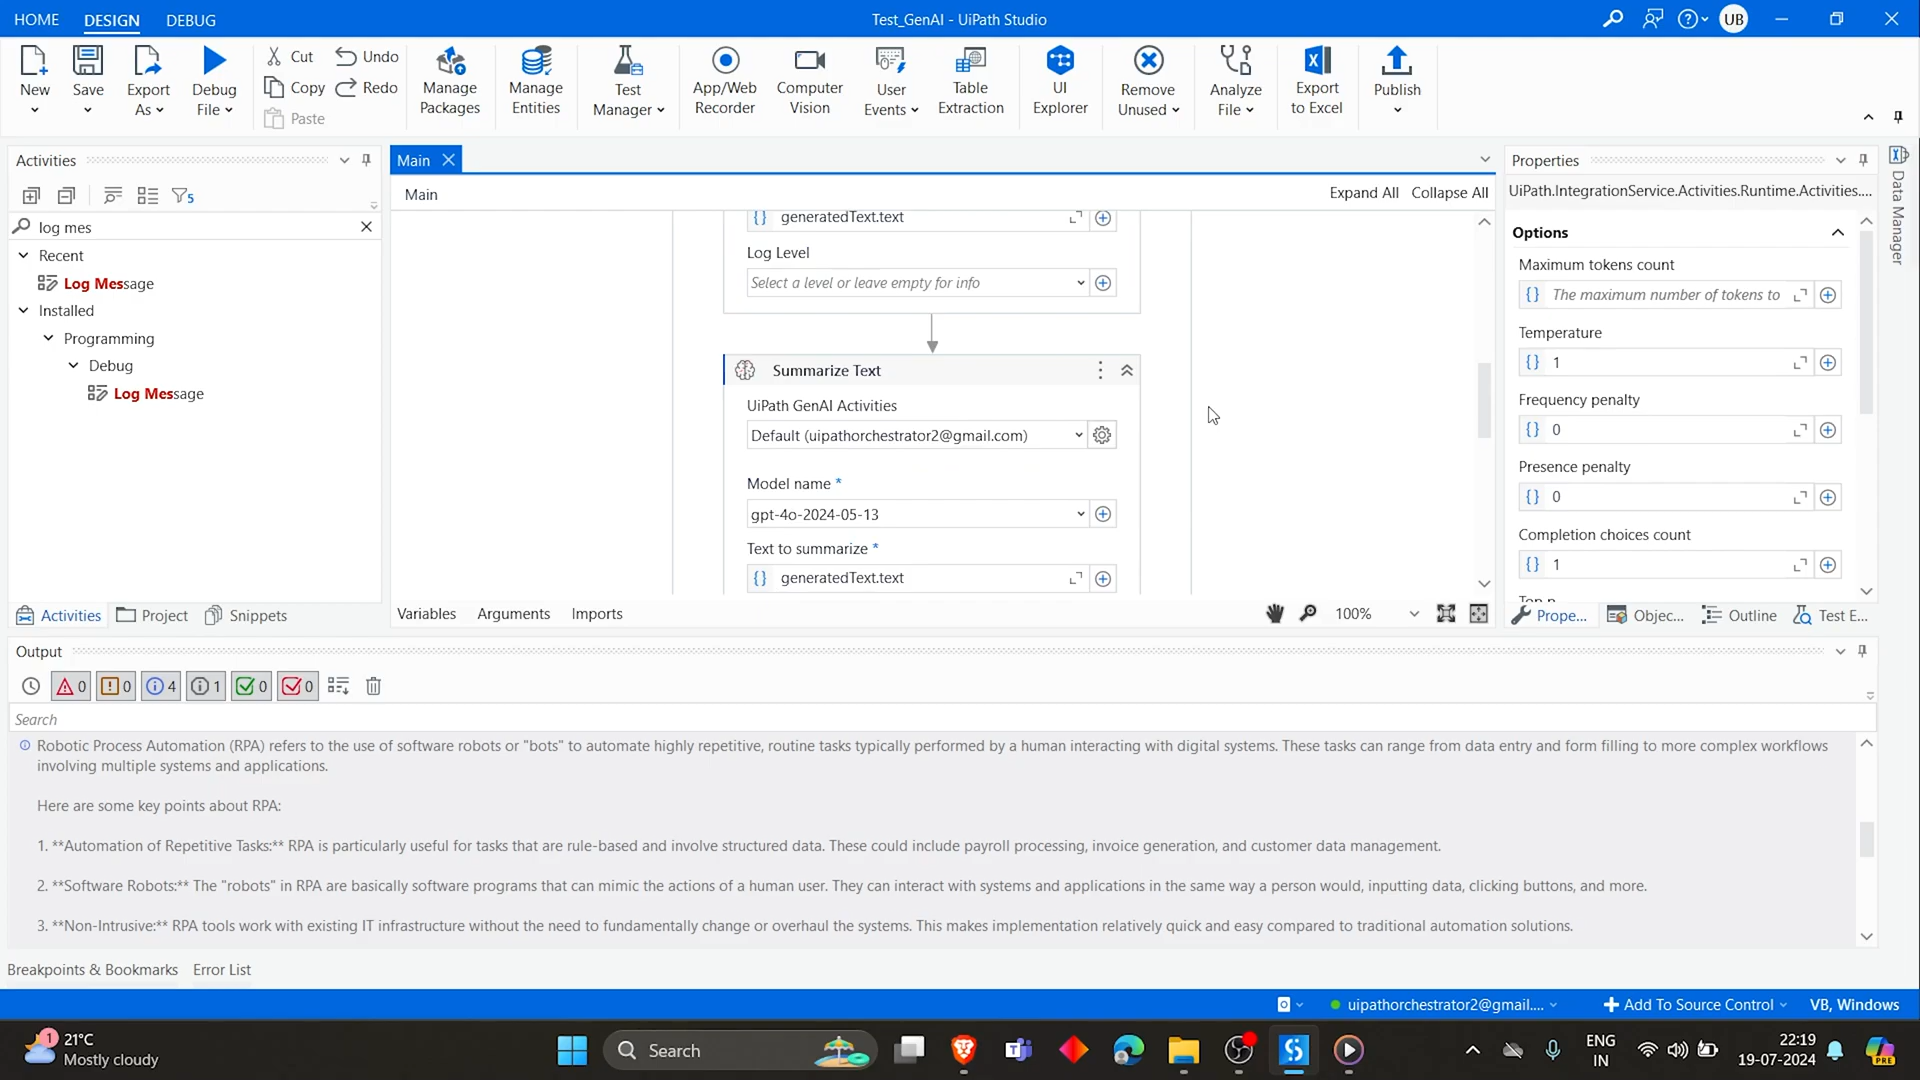 HOME DESIGN DEBUG Test_GenAI - UiPath Studio UB
New Save Export As Debug File Cut Copy Paste Undo Redo Manage Packages Manage Entities Test Manager App/Web Recorder Computer Vision User Events Table Extraction UI Explorer Remove Unused Analyze File Export to Excel Publish
Activities
5
log mes
Recent
Log Message
Installed
Programming
Debug
Log Message
Activities Project Snippets
Main
Main Expand All Collapse All
generatedText.text
Log Level
Select a level or leave empty for info
Summarize Text
UiPath GenAI Activities
Default (uipathorchestrator2@gmail.com)
Model name *
gpt-4o-2024-05-13
Text to summarize *
generatedText.text
Variables Arguments Imports 100%
Properties
UiPath.IntegrationService.Activities.Runtime.Activities....
Options
Maximum tokens count
The maximum number of tokens to
Temperature
1
Frequency penalty
0
Presence penalty
0
Completion choices count
1
Prope... Objec... Outline Test E...
Data Manager
Output
0 0 4 1 0 0
Search
Robotic Process Automation (RPA) refers to the use of software robots or "bots" to automate highly repetitive, routine tasks typically performed by a human interacting with digital systems. These tasks can range from data entry and form filling to more complex workflows
involving multiple systems and applications.
Here are some key points about RPA:
1. **Automation of Repetitive Tasks:** RPA is particularly useful for tasks that are rule-based and involve structured data. These could include payroll processing, invoice generation, and customer data management.
2. **Software Robots:** The "robots" in RPA are basically software programs that can mimic the actions of a human user. They can interact with systems and applications in the same way a person would, inputting data, clicking buttons, and more.
3. **Non-Intrusive:** RPA tools work with existing IT infrastructure without the need to fundamentally change or overhaul the systems. This makes implementation relatively quick and easy compared to traditional automation solutions.
Breakpoints & Bookmarks Error List
uipathorchestrator2@gmail.... Add To Source Control VB, Windows
1
21°C
Mostly cloudy
Search
ENG
IN
22:19
19-07-2024
PRE